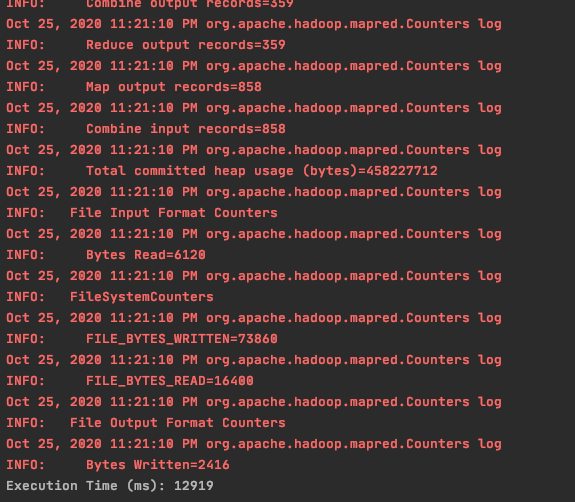 INFO:     Combine output records=359
Oct 25, 2020 11:21:10 PM org.apache.hadoop.mapred.Counters log
INFO:     Reduce output records=359
Oct 25, 2020 11:21:10 PM org.apache.hadoop.mapred.Counters log
INFO:     Map output records=858
Oct 25, 2020 11:21:10 PM org.apache.hadoop.mapred.Counters log
INFO:     Combine input records=858
Oct 25, 2020 11:21:10 PM org.apache.hadoop.mapred.Counters log
INFO:     Total committed heap usage (bytes)=458227712
Oct 25, 2020 11:21:10 PM org.apache.hadoop.mapred.Counters log
INFO:   File Input Format Counters
Oct 25, 2020 11:21:10 PM org.apache.hadoop.mapred.Counters log
INFO:     Bytes Read=6120
Oct 25, 2020 11:21:10 PM org.apache.hadoop.mapred.Counters log
INFO:   FileSystemCounters
Oct 25, 2020 11:21:10 PM org.apache.hadoop.mapred.Counters log
INFO:     FILE_BYTES_WRITTEN=73860
Oct 25, 2020 11:21:10 PM org.apache.hadoop.mapred.Counters log
INFO:     FILE_BYTES_READ=16400
Oct 25, 2020 11:21:10 PM org.apache.hadoop.mapred.Counters log
INFO:   File Output Format Counters
Oct 25, 2020 11:21:10 PM org.apache.hadoop.mapred.Counters log
INFO:     Bytes Written=2416
Execution Time (ms): 12919